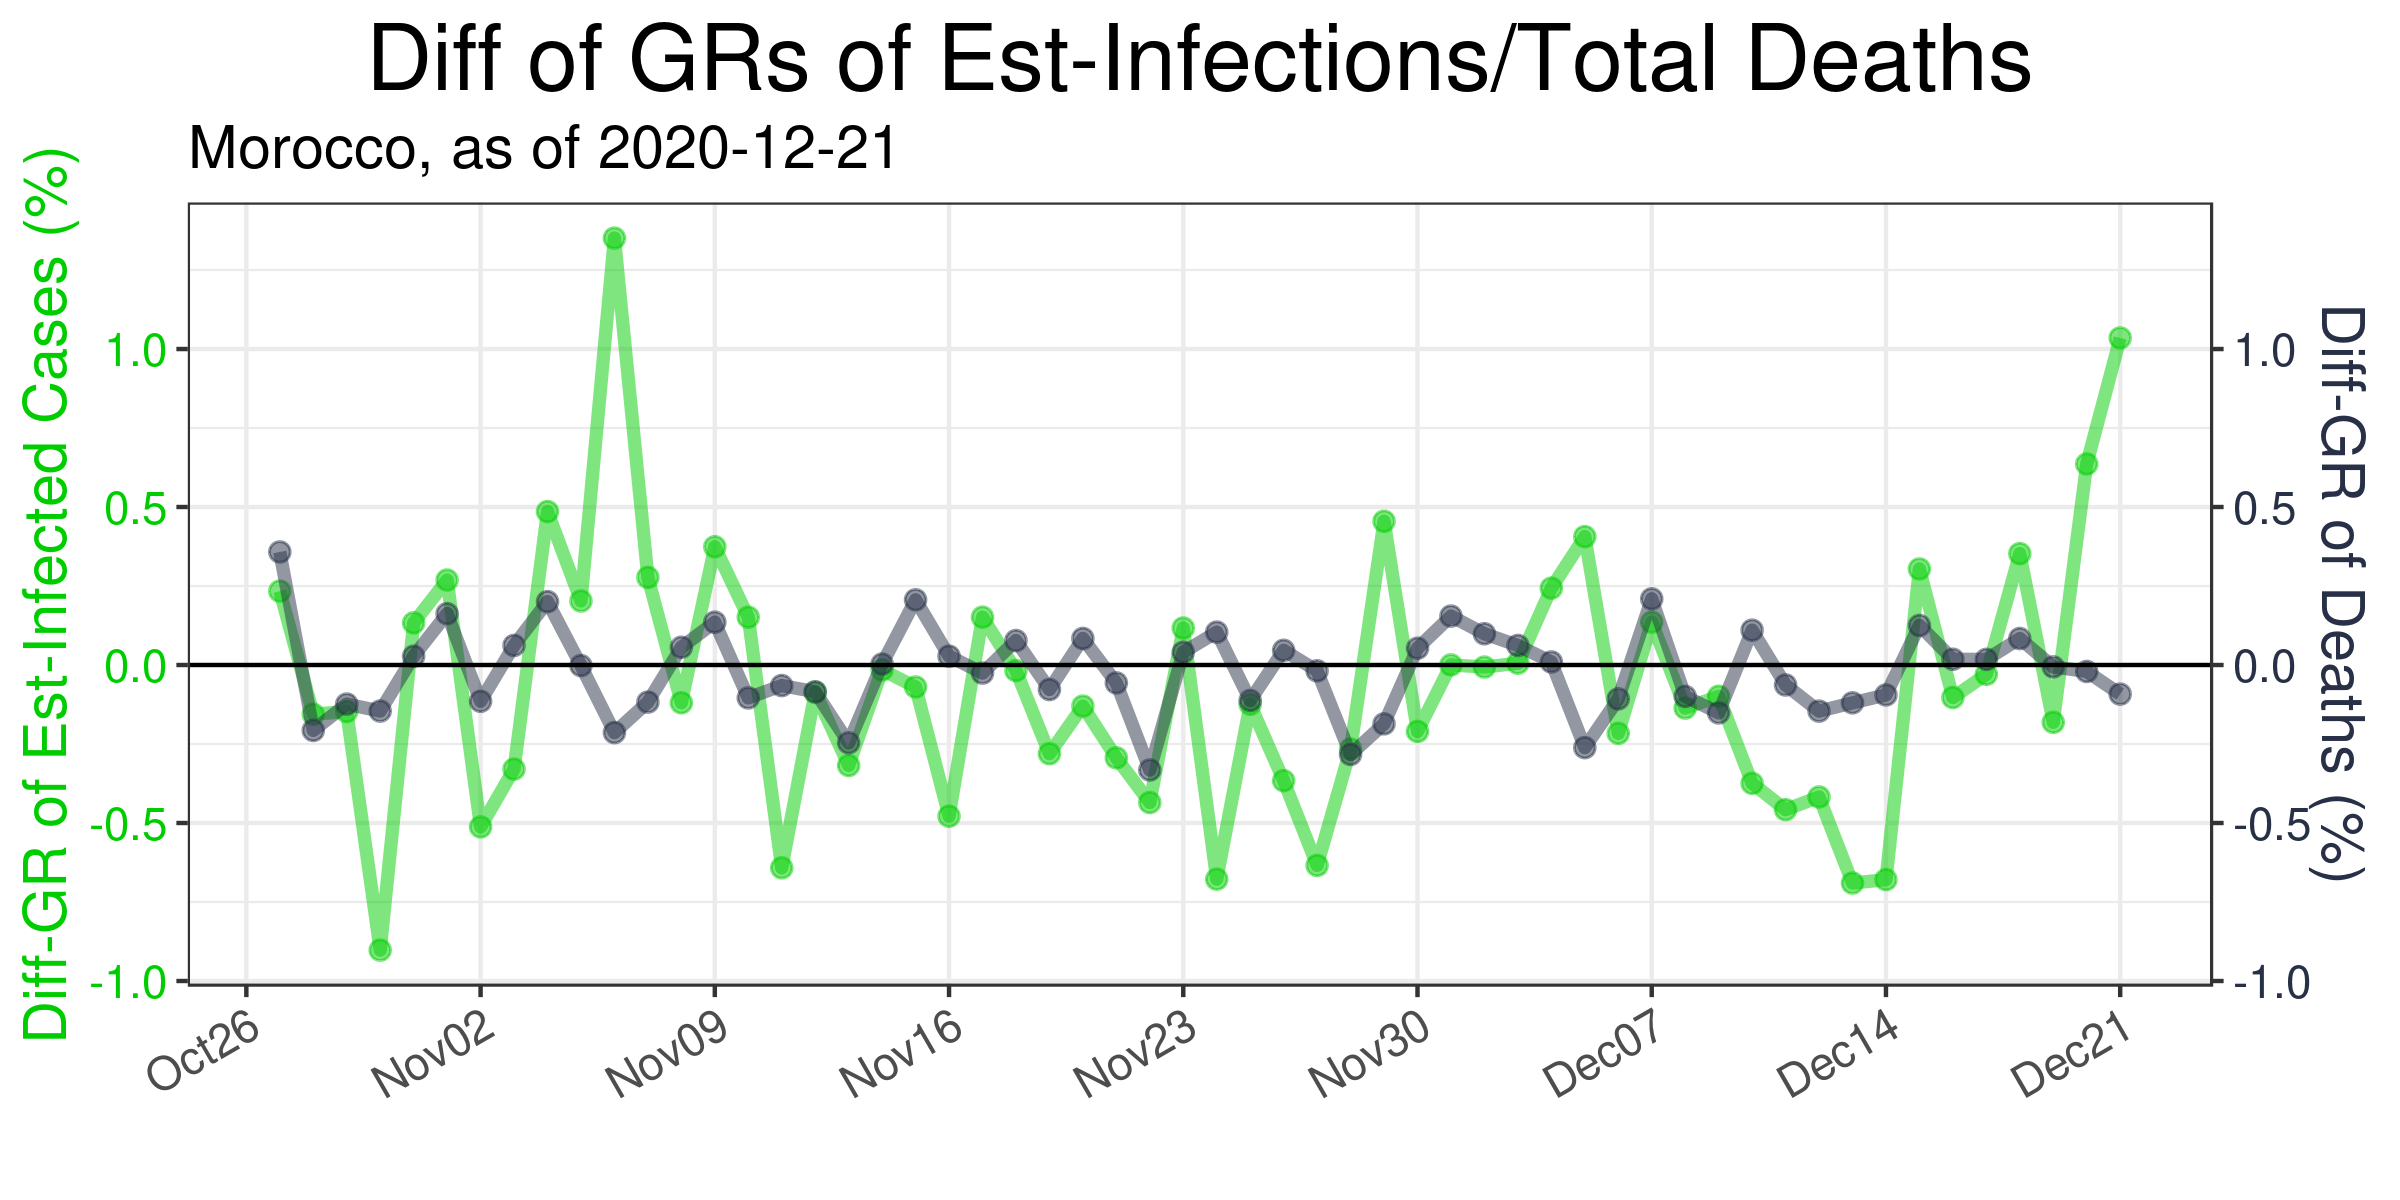 Diff of GRs of Est-Infections/Total Deaths
Morocco, as of 2020-12-21
Diff-GR of Est-Infected Cases (%)
1.0
0.5
0.0
-0.5
-1.0
1.0
0.5
0.0
-0.5
-1.0
Diff-GR of Deaths (%)
Oct26
Nov02
Nov09
Nov16
Nov23
Nov30
Dec07
Dec14
Dec21